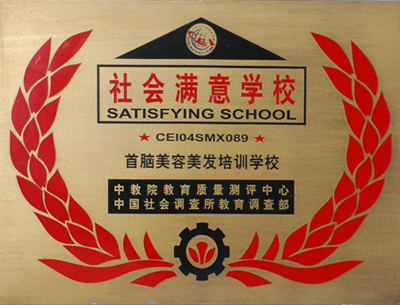 社会满意学校
SATISFYING SCHOOL
★ CEI04SMX089 ★
首脑美容美发培训学校
中教院教育质量测评中心
中国社会调查所教育调查部